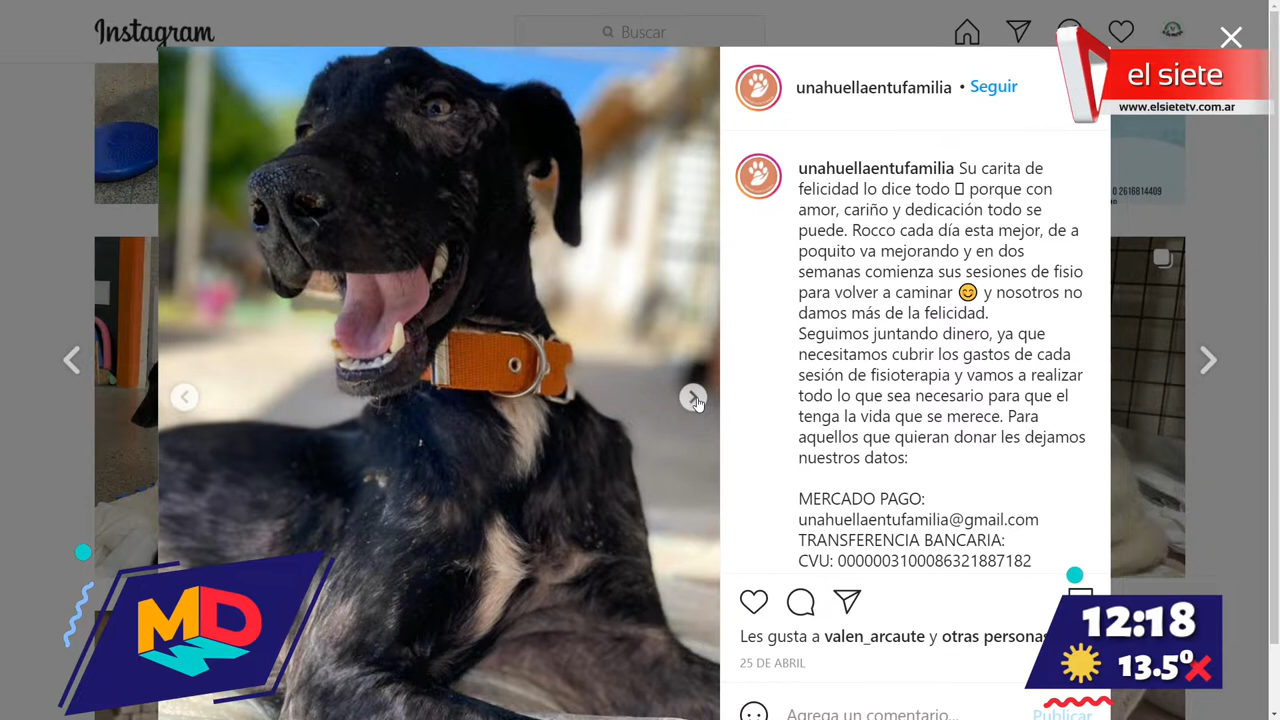 Instagram
Buscar
el siete
www.elsietetv.com.ar
unahuellaentufamilia • Seguir
0 2616814409
unahuellaentufamilia Su carita de
felicidad lo dice todo porque con
amor, cariño y dedicación todo se
puede. Rocco cada día esta mejor, de a
poquito va mejorando y en dos
semanas comienza sus sesiones de fisio
para volver a caminar 😊 y nosotros no
damos más de la felicidad.
Seguimos juntando dinero, ya que
necesitamos cubrir los gastos de cada
sesión de fisioterapia y vamos a realizar
todo lo que sea necesario para que el
tenga la vida que se merece. Para
aquellos que quieran donar les dejamos
nuestros datos:
MERCADO PAGO:
unahuellaentufamilia@gmail.com
TRANSFERENCIA BANCARIA:
CVU: 0000003100086321887182
Les gusta a valen_arcaute y otras personas
25 DE ABRIL
Agrega un comentario...
Publicar
MD
12:18
13.5º